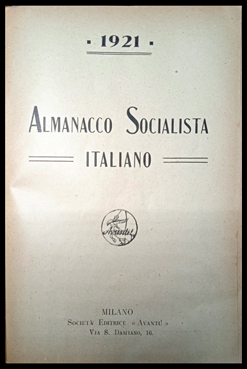 · 1921 ·
ALMANACCO SOCIALISTA
ITALIANO
Avanti!
MILANO
SOCIETÀ EDITRICE «AVANTI!»
VIA S. DAMIANO, 16.